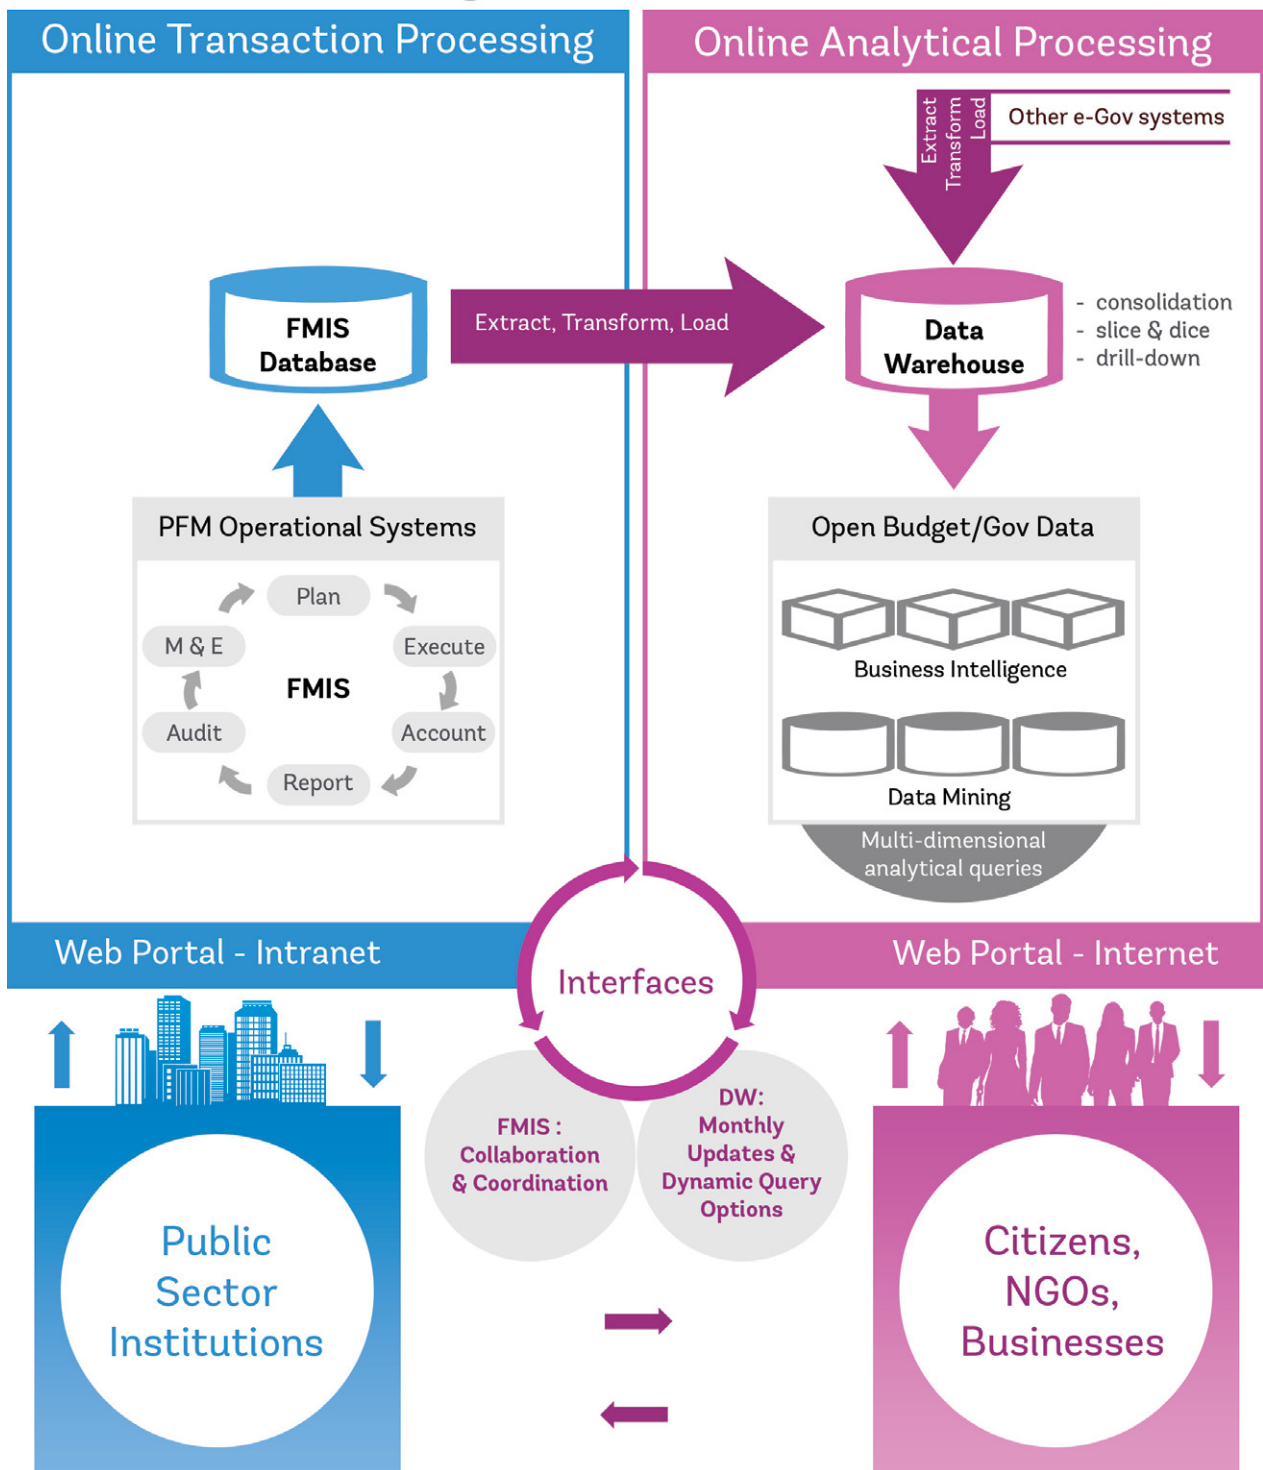 Online Transaction Processing
Online Analytical Processing
Extract
Transform
Load
Other e-Gov systems
FMIS
Database
Extract, Transform, Load
Data
Warehouse
- consolidation
- slice & dice
- drill-down
PFM Operational Systems
Plan
Execute
Account
Report
Audit
M & E
FMIS
Open Budget/Gov Data
Business Intelligence
Data Mining
Multi-dimensional
analytical queries
Web Portal - Intranet
Interfaces
Web Portal - Internet
FMIS :
Collaboration
& Coordination
DW:
Monthly
Updates &
Dynamic Query
Options
Public
Sector
Institutions
Citizens,
NGOs,
Businesses